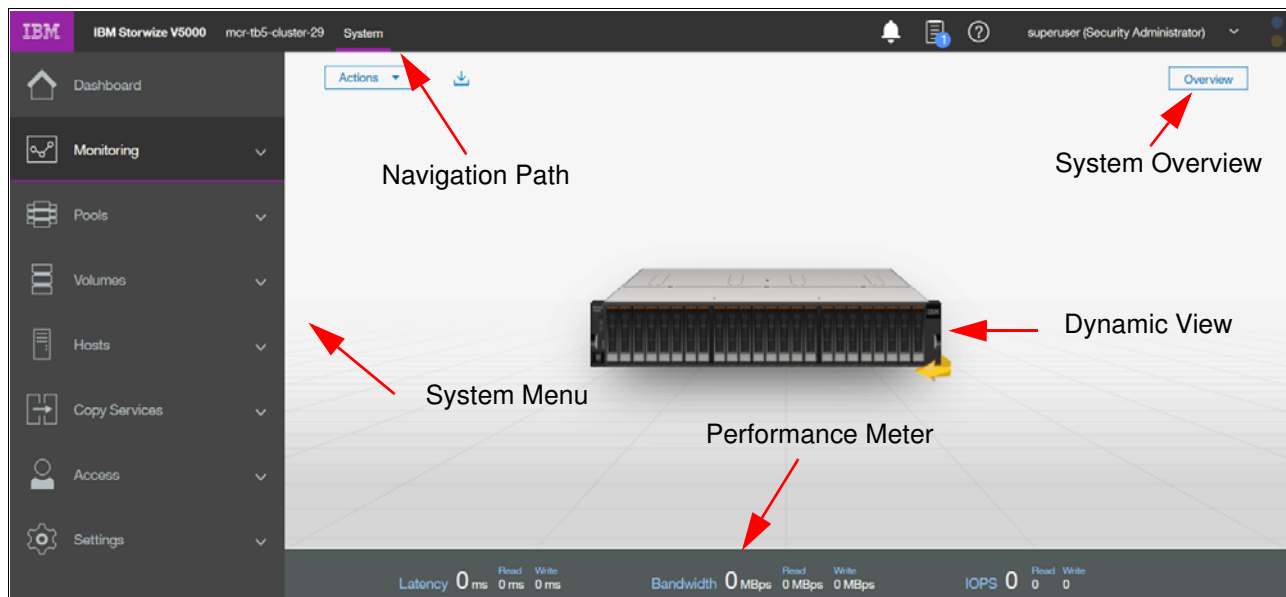 IBM IBM Storwize V5000 mcr-tb5-cluster-29 System 1 ? superuser (Security Administrator)
Dashboard
Actions
Overview
Monitoring
Navigation Path
System Overview
Pools
Volumes
Hosts
Dynamic View
System Menu
Copy Services
Performance Meter
Access
Settings
Latency 0 ms Read 0 ms Write 0 ms Bandwidth 0 MBps Read 0 MBps Write 0 MBps IOPS 0 Read 0 Write 0